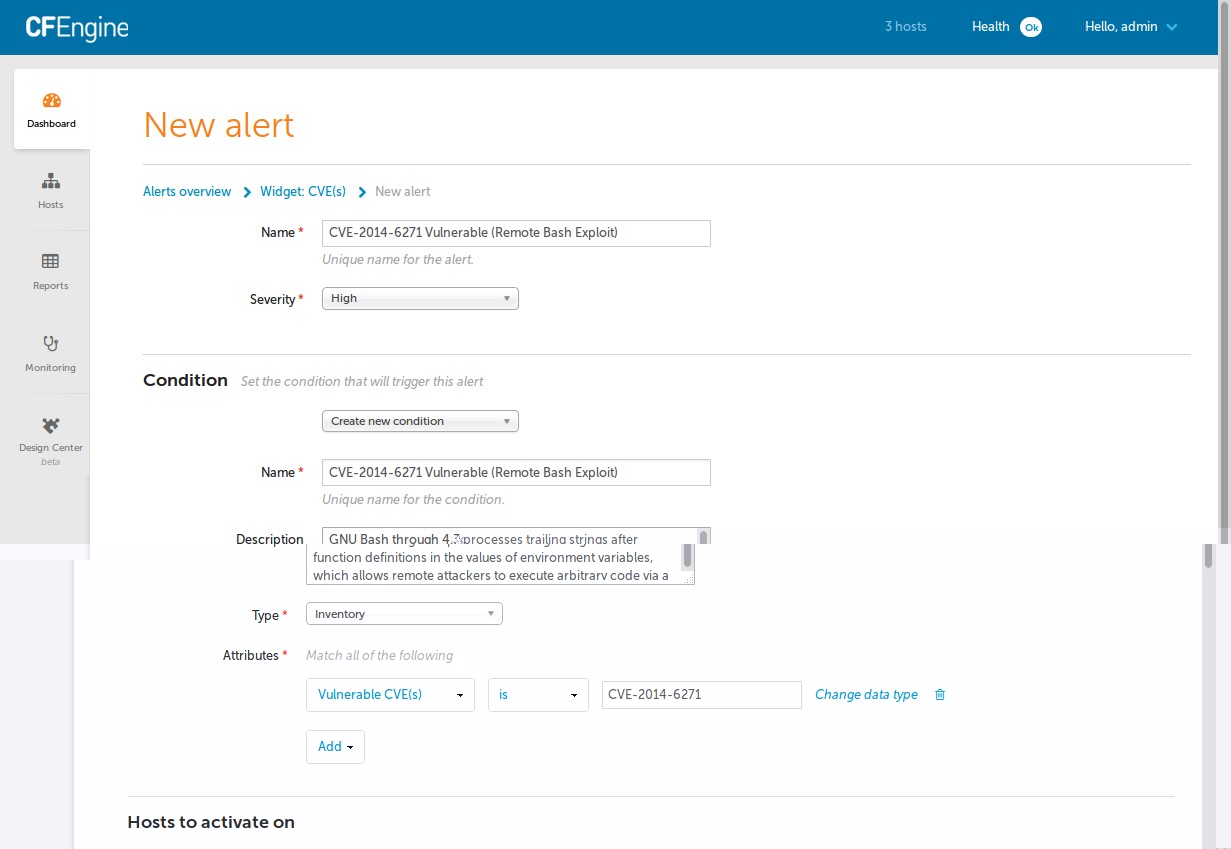 CFEngine
3 hosts
Health Ok
Hello, admin
Dashboard
Hosts
Reports
Monitoring
Design Center
beta
New alert
Alerts overview Widget: CVE(s) New alert
Name * CVE-2014-6271 Vulnerable (Remote Bash Exploit)
Unique name for the alert.
Severity * High
Condition Set the condition that will trigger this alert
Create new condition
Name * CVE-2014-6271 Vulnerable (Remote Bash Exploit)
Unique name for the condition.
Description GNU Bash through 4.3 processes trailing strings after
function definitions in the values of environment variables,
which allows remote attackers to execute arbitrary code via a
Type * Inventory
Attributes * Match all of the following
Vulnerable CVE(s) is CVE-2014-6271 Change data type
Add
Hosts to activate on